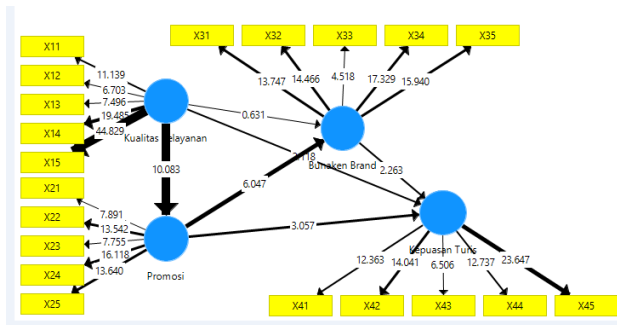 X31
X32
X33
X34
X35
X11
X12
X13
X14
X15
11.139
6.703
7.496
19.485
44.829
13.747
14.466
4.518
17.329
15.940
Kualitas Pelayanan
0.631
Bunaken Brand
10.083
6.047
2.263
X21
X22
X23
X24
X25
7.891
13.542
7.755
16.118
13.640
Promosi
3.057
Kepuasan Turis
12.363
14.041
6.506
12.737
23.647
X41
X42
X43
X44
X45